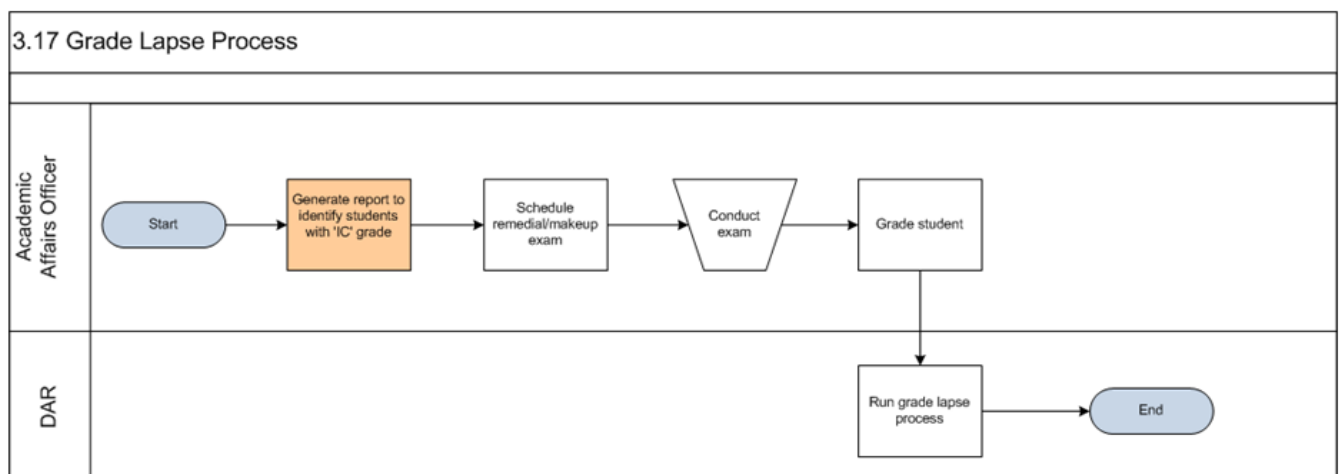 3.17 Grade Lapse Process
Academic
Affairs Officer
Start
Generate report to
identify students
with 'IC' grade
Schedule
remedial/makeup
exam
Conduct
exam
Grade student
DAR
Run grade lapse
process
End